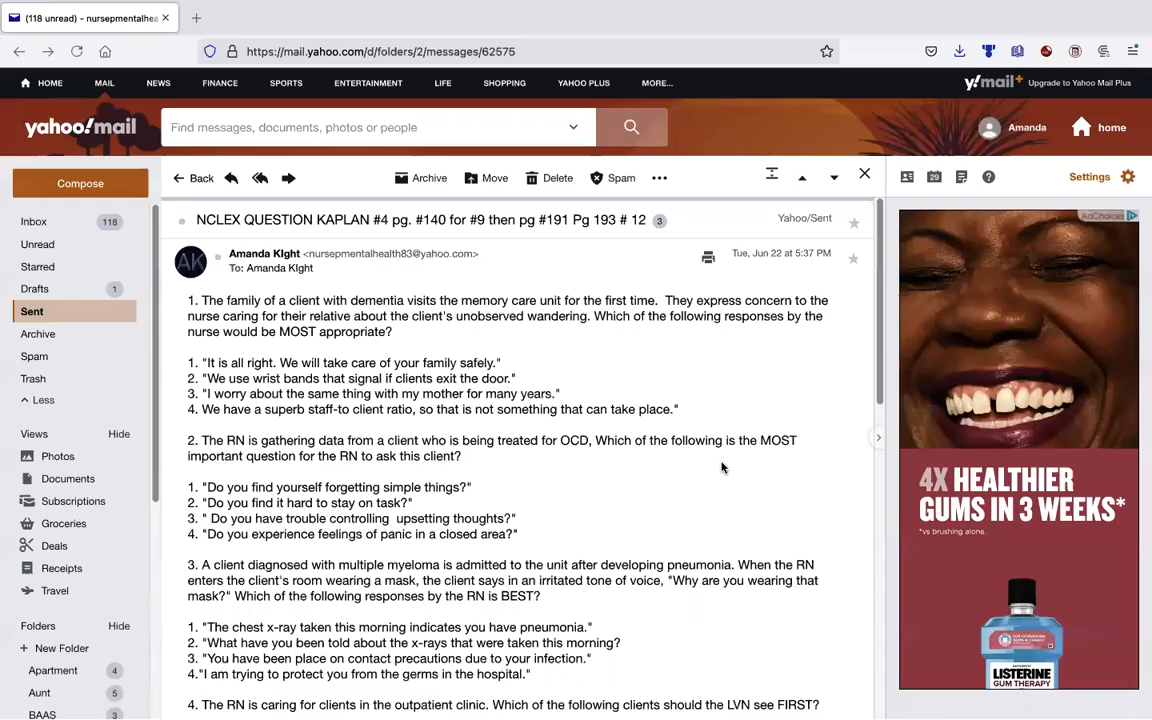 (118 unread) - nursepmentalhea
https://mail.yahoo.com/d/folders/2/messages/62575
HOME MAIL NEWS FINANCE SPORTS ENTERTAINMENT LIFE SHOPPING YAHOO PLUS MORE...
y!mail+ Upgrade to Yahoo Mail Plus
yahoo!mail
Find messages, documents, photos or people
Amanda
home
Compose
Back
Archive
Move
Delete
Spam
Settings
29
Inbox 118
Unread
Starred
Drafts 1
Sent
Archive
Spam
Trash
Less
Views Hide
Photos
Documents
Subscriptions
Groceries
Deals
Receipts
Travel
Folders Hide
+ New Folder
Apartment 4
Aunt 5
BAAS 3
NCLEX QUESTION KAPLAN #4 pg. #140 for #9 then pg #191 Pg 193 # 12 3
Yahoo/Sent
AK
Amanda KIght <nursepmentalhealth83@yahoo.com>
To: Amanda KIght
Tue, Jun 22 at 5:37 PM
1. The family of a client with dementia visits the memory care unit for the first time. They express concern to the
nurse caring for their relative about the client's unobserved wandering. Which of the following responses by the
nurse would be MOST appropriate?
1. "It is all right. We will take care of your family safely."
2. "We use wrist bands that signal if clients exit the door."
3. "I worry about the same thing with my mother for many years."
4. We have a superb staff-to client ratio, so that is not something that can take place."
2. The RN is gathering data from a client who is being treated for OCD, Which of the following is the MOST
important question for the RN to ask this client?
1. "Do you find yourself forgetting simple things?"
2. "Do you find it hard to stay on task?"
3. " Do you have trouble controlling upsetting thoughts?"
4. "Do you experience feelings of panic in a closed area?"
3. A client diagnosed with multiple myeloma is admitted to the unit after developing pneumonia. When the RN
enters the client's room wearing a mask, the client says in an irritated tone of voice, "Why are you wearing that
mask?" Which of the following responses by the RN is BEST?
1. "The chest x-ray taken this morning indicates you have pneumonia."
2. "What have you been told about the x-rays that were taken this morning?
3. "You have been place on contact precautions due to your infection."
4."I am trying to protect you from the germs in the hospital."
4. The RN is caring for clients in the outpatient clinic. Which of the following clients should the LVN see FIRST?
AdChoices
4X HEALTHIER
GUMS IN 3 WEEKS*
*vs brushing alone.
LISTERINE
GUM THERAPY